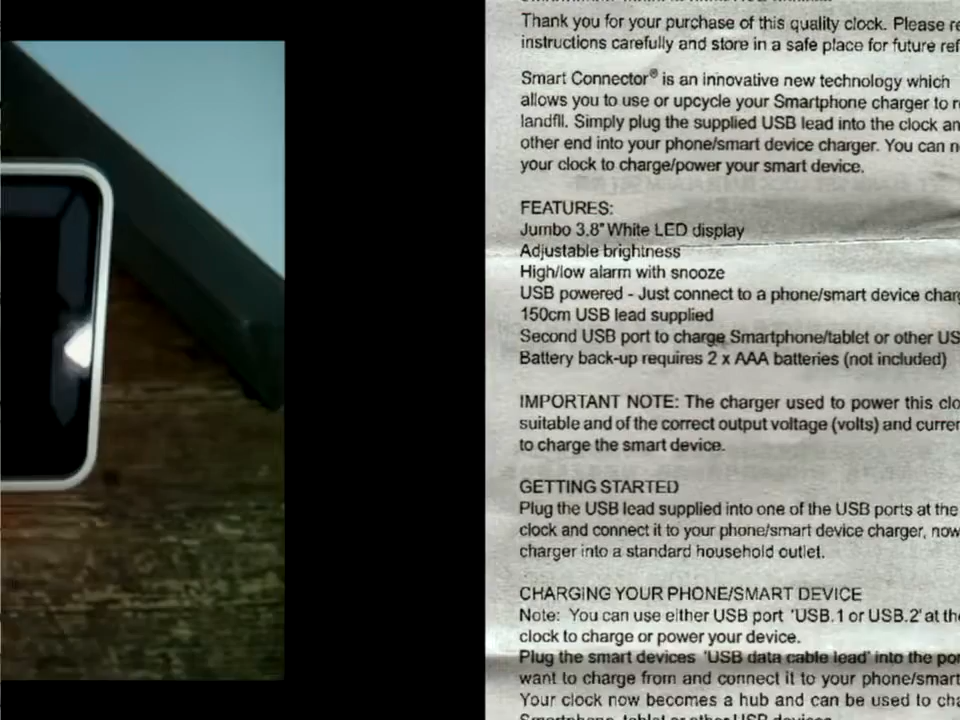 Thank you for your purchase of this quality clock. Please
instructions carefully and store in a safe place for future
Smart Connector® is an innovative new technology which
allows you to use or upcycle your Smartphone charger to
landfll. Simply plug the supplied USB lead into the clock
other end into your phone/smart device charger. You can
your clock to charge/power your smart device.
FEATURES:
Jumbo 3.8" White LED display
Adjustable brightness
High/low alarm with snooze
USB powered - Just connect to a phone/smart device
150cm USB lead supplied
Second USB port to charge Smartphone/tablet or other
Battery back-up requires 2 x AAA batteries (not included)
IMPORTANT NOTE: The charger used to power this
suitable and of the correct output voltage (volts) and
to charge the smart device.
GETTING STARTED
Plug the USB lead supplied into one of the USB ports at the
clock and connect it to your phone/smart device charger, now
charger into a standard household outlet.
CHARGING YOUR PHONE/SMART DEVICE
Note: You can use either USB port 'USB.1 or USB.2' at
clock to charge or power your device.
Plug the smart devices 'USB data cable lead' into the
want to charge from and connect it to your phone/smart
Your clock now becomes a hub and can be used to
Smartphone, tablet or other USB devices.